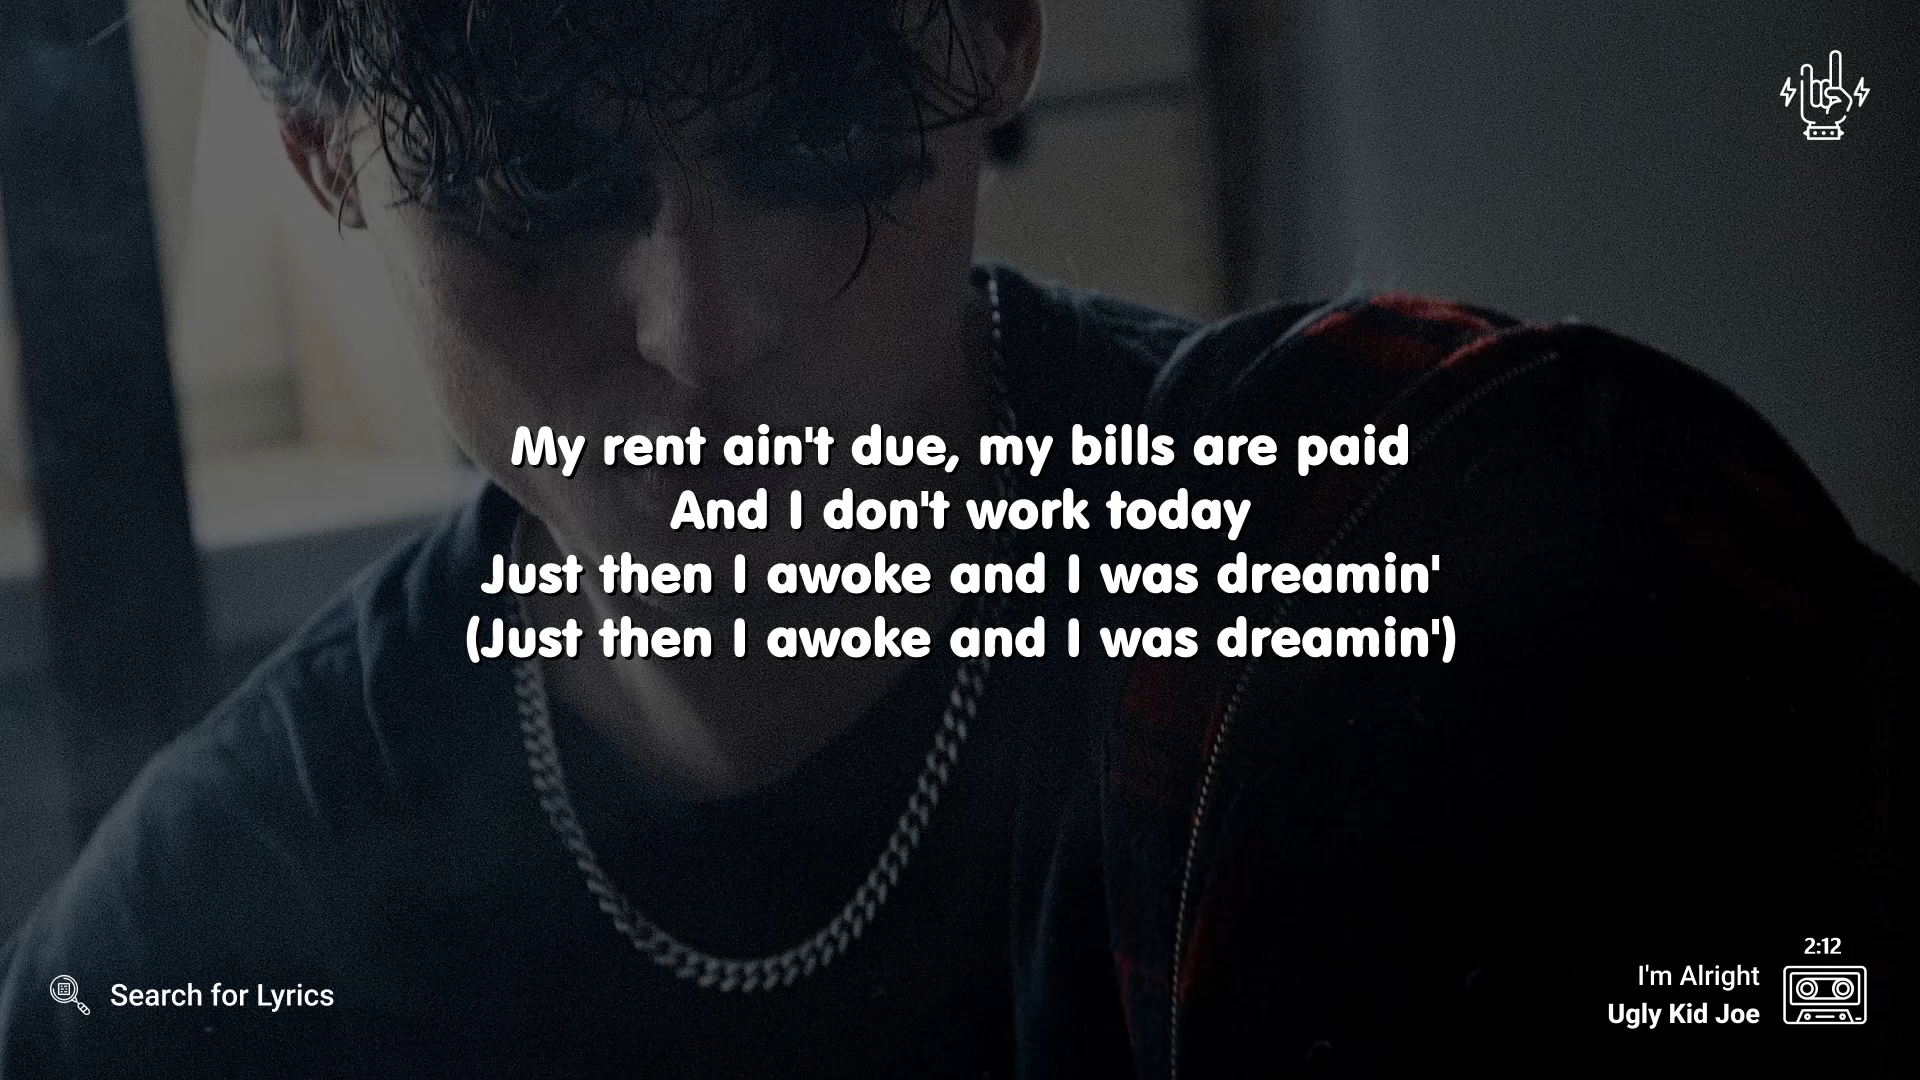 My rent ain't due, my bills are paid
And I don't work today
Just then I awoke and I was dreamin'
(Just then I awoke and I was dreamin')
Search for Lyrics
2:12
I'm Alright
Ugly Kid Joe